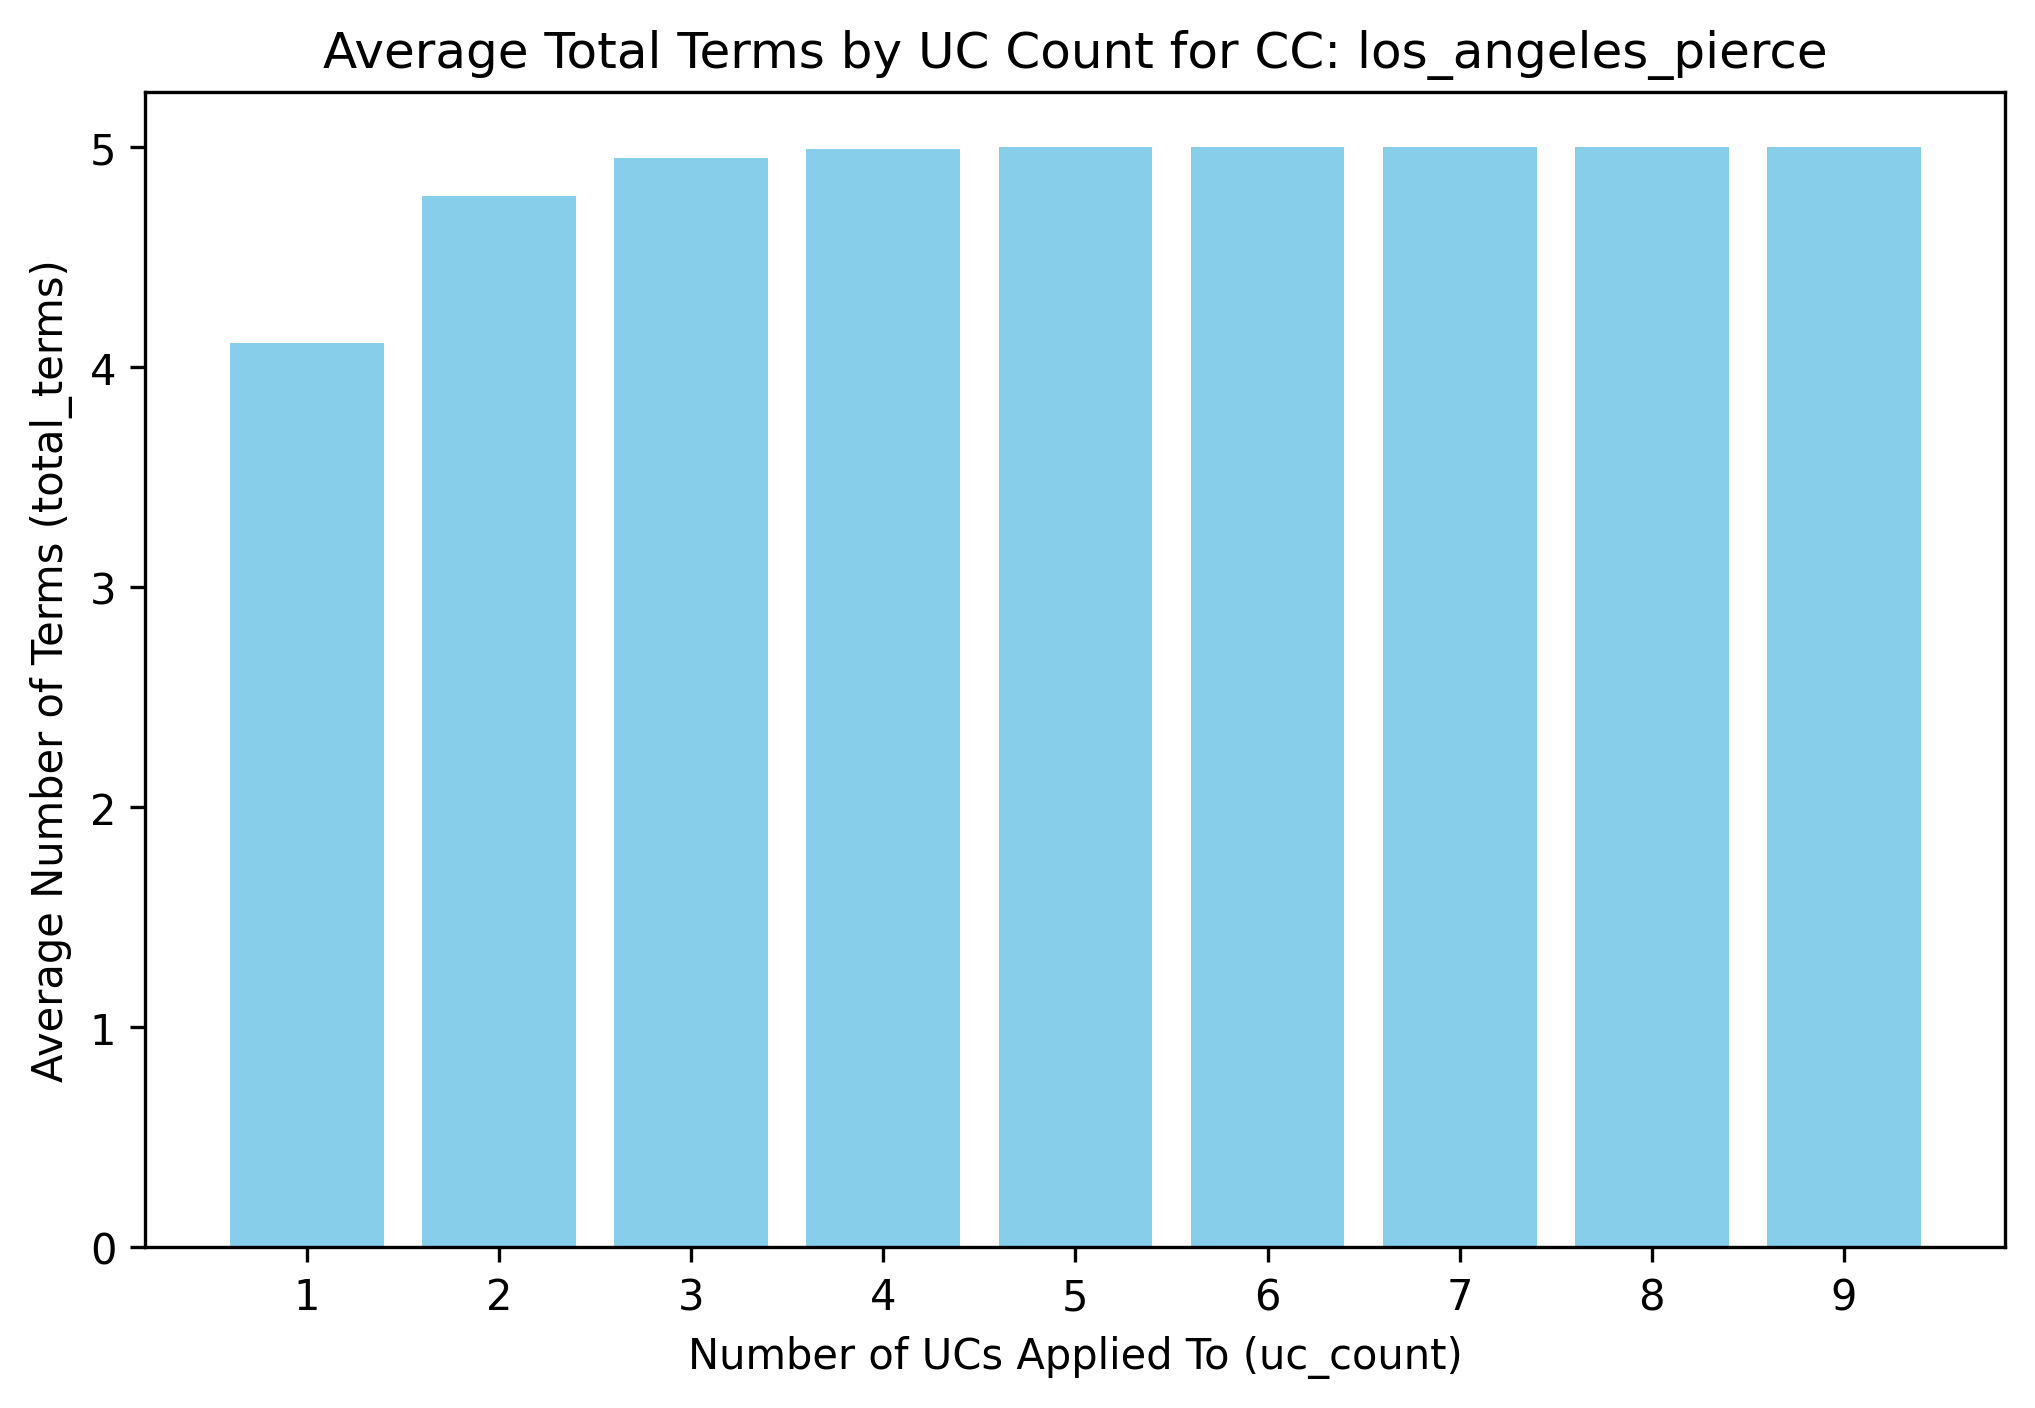 Average Total Terms by UC Count for CC: los_angeles_pierce
Average Number of Terms (total_terms)
5
4
3
2
1
0
1 2 3 4 5 6 7 8 9
Number of UCs Applied To (uc_count)